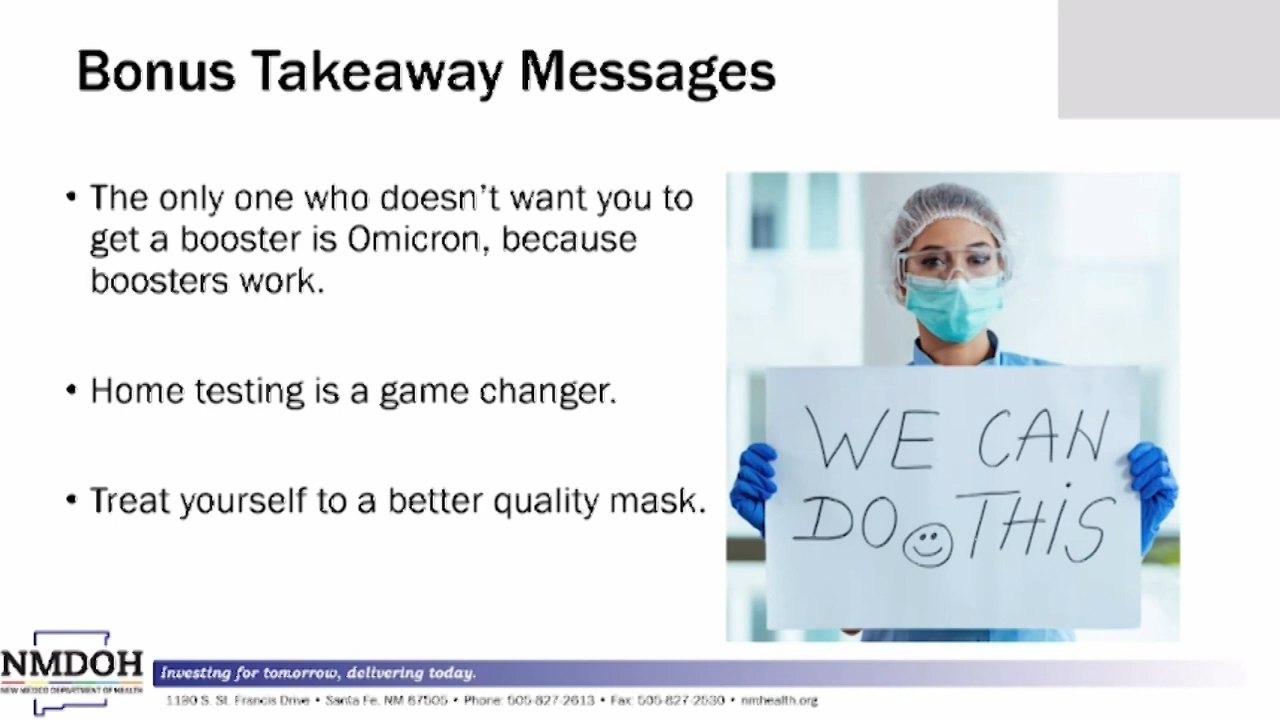 Bonus Takeaway Messages
• The only one who doesn't want you to
get a booster is Omicron, because
boosters work.
• Home testing is a game changer.
• Treat yourself to a better quality mask.
WE CAN
DO THIS
NMDOH
NEW MEXICO DEPARTMENT OF HEALTH
Investing for tomorrow, delivering today.
1190 S. St. Francis Drive • Santa Fe, NM 87505 • Phone: 505-827-2613 • Fax: 505-827-2530 • nmhealth.org